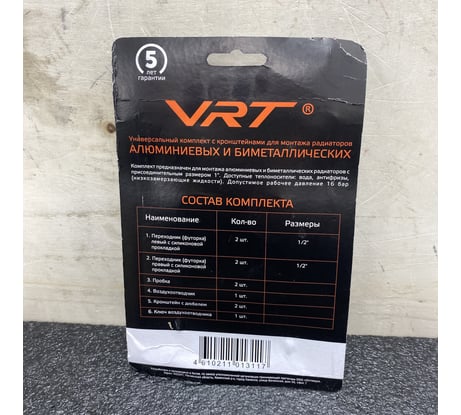 5
лет
гарантии
VRT®
Универсальный комплект с кронштейнами для монтажа радиаторов
АЛЮМИНИЕВЫХ И БИМЕТАЛЛИЧЕСКИХ
Комплект предназначен для монтажа алюминиевых и биметаллических радиаторов с
присоединительным размером 1". Доступные теплоносители: вода, антифризы,
(низкозамерзающие жидкости). Допустимое рабочее давление 16 бар
СОСТАВ КОМПЛЕКТА
Наименование Кол-во Размеры
1. Переходник (футорка)
левый с силиконовой
прокладкой
2 шт. 1/2"
2. Переходник (футорка)
правый с силиконовой
прокладкой
2 шт. 1/2"
3. Пробка 2 шт.
4. Воздухоотводчик 1 шт.
5. Кронштейн с дюбелем 2 шт.
6. Ключ воздухоотводчика 1 шт.
4 610211 013117